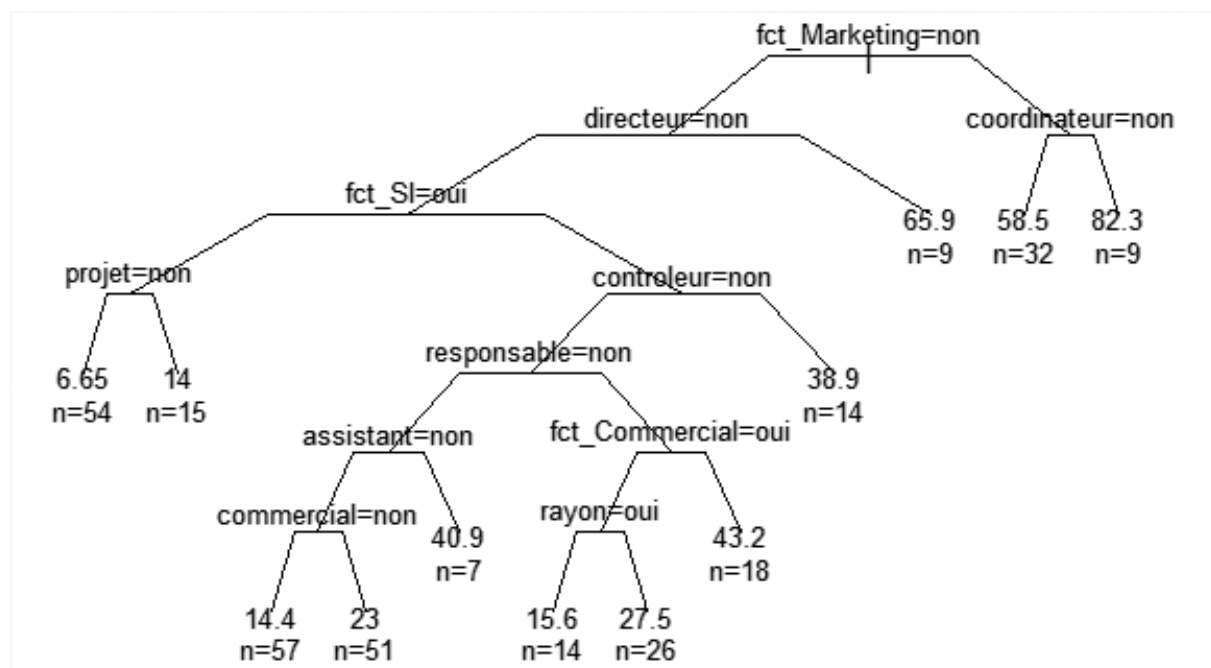 fct_Marketing=non
directeur=non
coordinateur=non
fct_SI=oui
65.9
n=9
58.5
n=32
82.3
n=9
projet=non
controleur=non
6.65
n=54
14
n=15
responsable=non
38.9
n=14
assistant=non
fct_Commercial=oui
commercial=non
40.9
n=7
rayon=oui
43.2
n=18
14.4
n=57
23
n=51
15.6
n=14
27.5
n=26